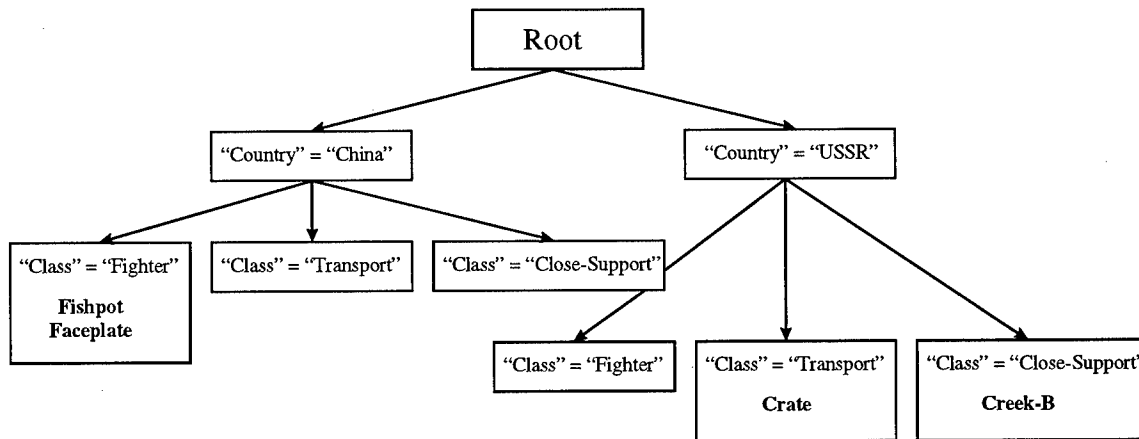 Root
“Country” = “China”
“Country” = “USSR”
“Class” = “Fighter”
Fishpot
Faceplate
“Class” = “Transport”
“Class” = “Close-Support”
“Class” = “Fighter”
“Class” = “Transport”
Crate
“Class” = “Close-Support”
Creek-B